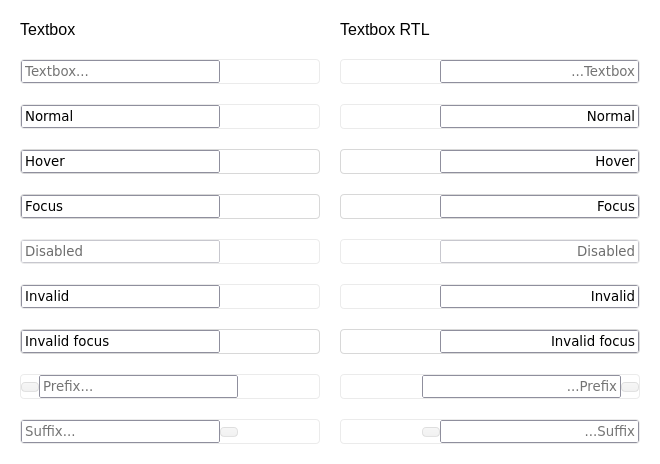 Textbox
Textbox...
Normal
Hover
Focus
Disabled
Invalid
Invalid focus
Prefix...
Suffix...
Textbox RTL
...Textbox
Normal
Hover
Focus
Disabled
Invalid
Invalid focus
...Prefix
...Suffix